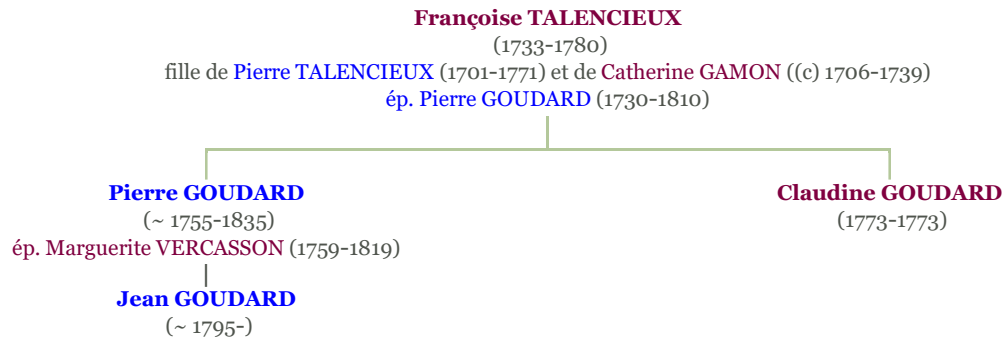 Françoise TALENCIEUX
(1733-1780)
fille de Pierre TALENCIEUX (1701-1771) et de Catherine GAMON ((c) 1706-1739)
ép. Pierre GOUDARD (1730-1810)
Pierre GOUDARD
(~ 1755-1835)
ép. Marguerite VERCASSON (1759-1819)
Jean GOUDARD
(~ 1795-)
Claudine GOUDARD
(1773-1773)